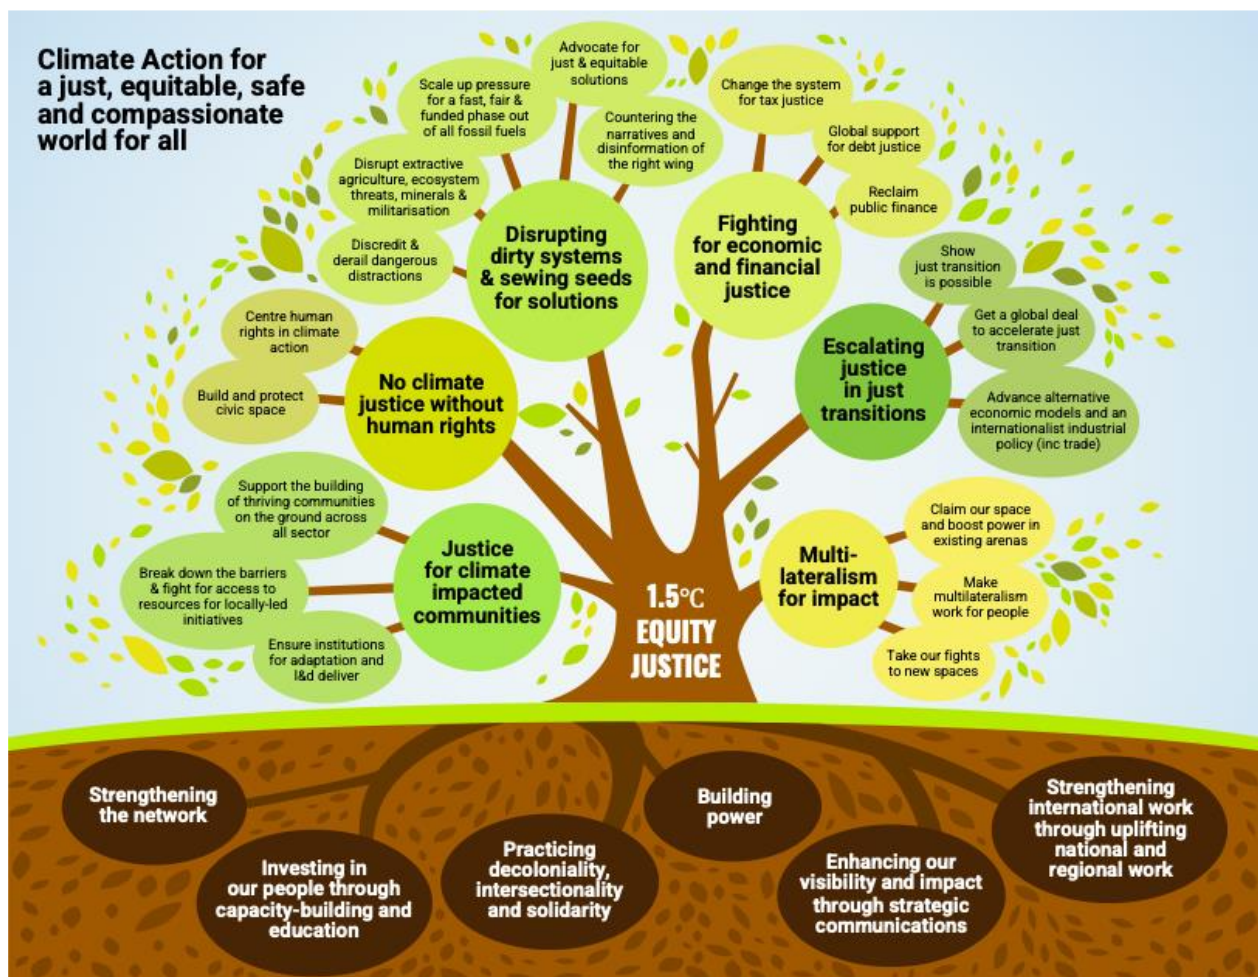 Climate Action for
a just, equitable, safe
and compassionate
world for all
Advocate for
just & equitable
solutions
Scale up pressure
for a fast, fair &
funded phase out
of all fossil fuels
Countering the
narratives and
disinformation of
the right wing
Disrupt extractive
agriculture, ecosystem
threats, minerals &
militarisation
Discredit &
derail dangerous
distractions
Disrupting
dirty systems
& sewing seeds
for solutions
Change the system
for tax justice
Global support
for debt justice
Reclaim
public finance
Fighting
for economic
and financial
justice
Show
just transition
is possible
Get a global deal
to accelerate just
transition
Advance alternative
economic models and an
internationalist industrial
policy (inc trade)
Escalating
justice
in just
transitions
Centre human
rights in climate
action
Build and protect
civic space
No climate
justice without
human rights
Support the building
of thriving communities
on the ground across
all sector
Break down the barriers
& fight for access to
resources for locally-led
initiatives
Ensure institutions
for adaptation and
l&d deliver
Justice
for climate
impacted
communities
Claim our space
and boost power in
existing arenas
Make
multilateralism
work for people
Take our fights
to new spaces
Multi-
lateralism
for impact
1.5°C
EQUITY
JUSTICE
Strengthening
the network
Investing in
our people through
capacity-building and
education
Practicing
decoloniality,
intersectionality
and solidarity
Building
power
Enhancing our
visibility and impact
through strategic
communications
Strengthening
international work
through uplifting
national and
regional work